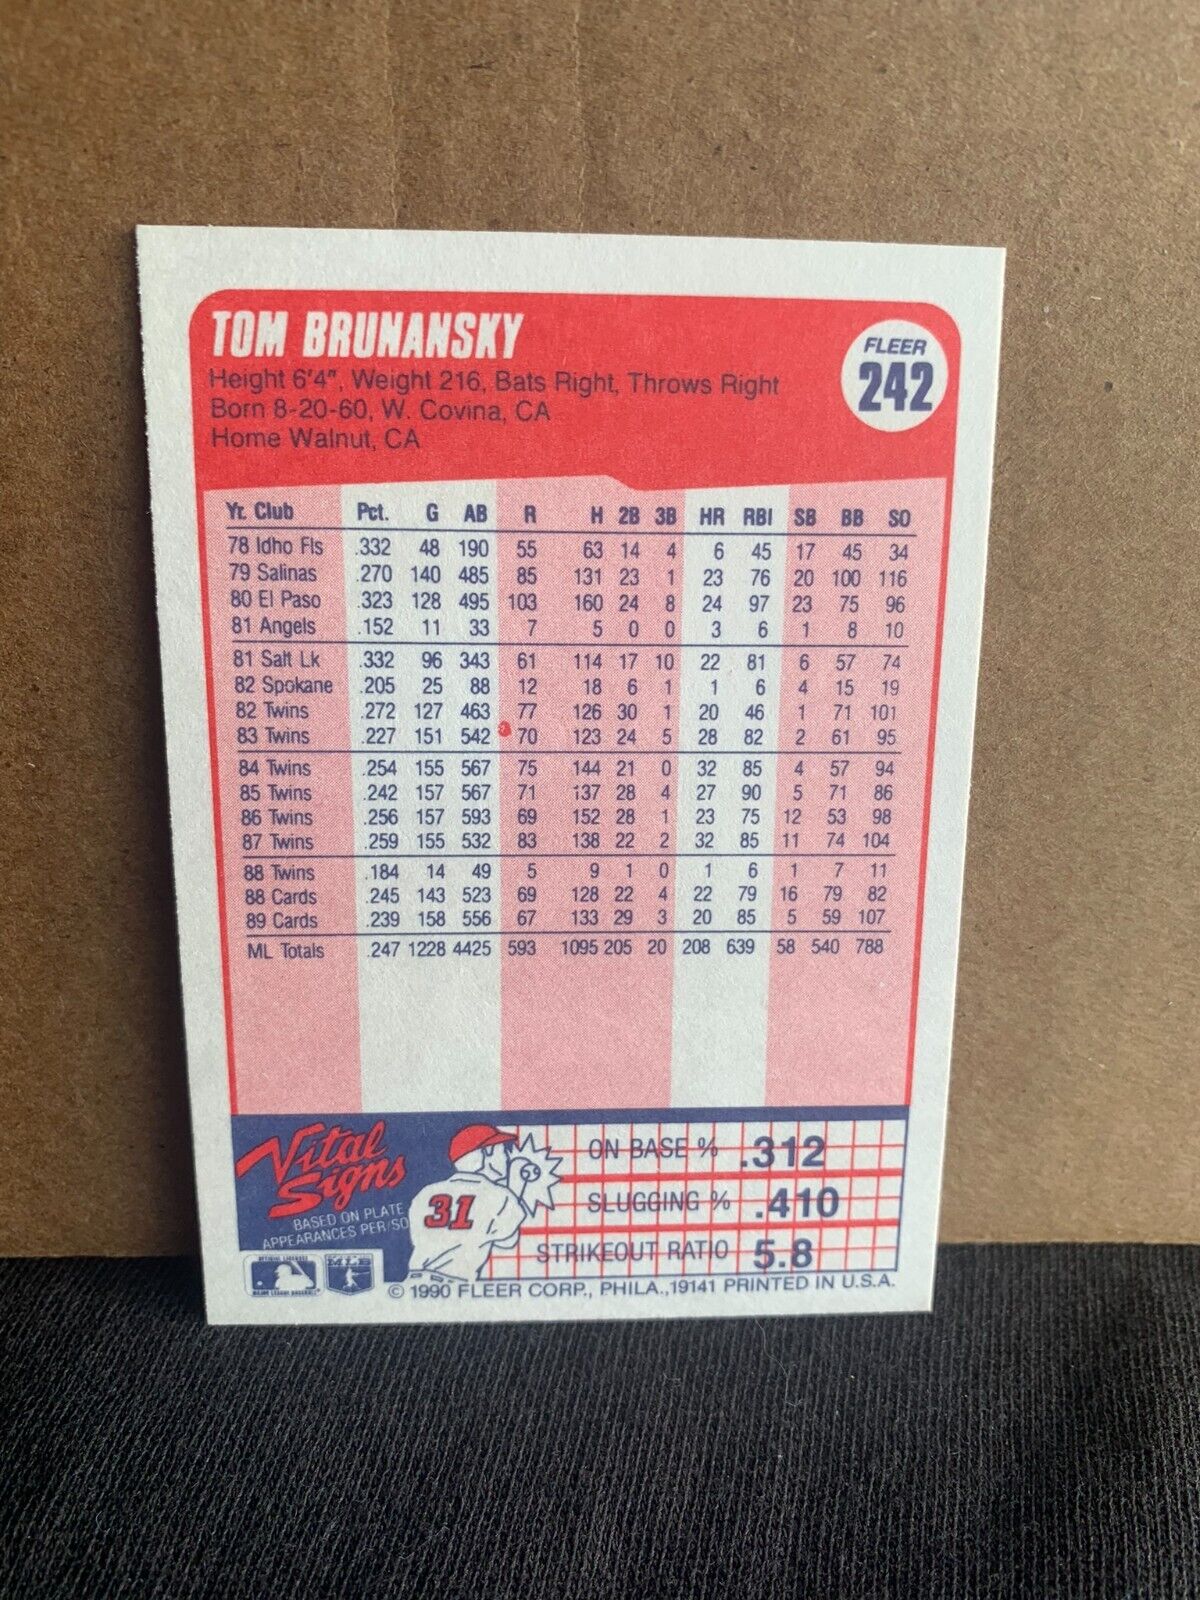 TOM BRUNANSKY
Height 6'4", Weight 216, Bats Right, Throws Right
Born 8-20-60, W. Covina, CA
Home Walnut, CA
FLEER
242
Yr. Club Pct. G AB R H 2B 3B HR RBI SB BB SO
78 Idho Fls .332 48 190 55 63 14 4 6 45 17 45 34
79 Salinas .270 140 485 85 131 23 1 23 76 20 100 116
80 El Paso .323 128 495 103 160 24 8 24 97 23 75 96
81 Angels .152 11 33 7 5 0 0 3 6 1 8 10
81 Salt Lk .332 96 343 61 114 17 10 22 81 6 57 74
82 Spokane .205 25 88 12 18 6 1 1 6 4 15 19
82 Twins .272 127 463 77 126 30 1 20 46 1 71 101
83 Twins .227 151 542 70 123 24 5 28 82 2 61 95
84 Twins .254 155 567 75 144 21 0 32 85 4 57 94
85 Twins .242 157 567 71 137 28 4 27 90 5 71 86
86 Twins .256 157 593 69 152 28 1 23 75 12 53 98
87 Twins .259 155 532 83 138 22 2 32 85 11 74 104
88 Twins .184 14 49 5 9 1 0 1 6 1 7 11
88 Cards .245 143 523 69 128 22 4 22 79 16 79 82
89 Cards .239 158 556 67 133 29 3 20 85 5 59 107
ML Totals .247 1228 4425 593 1095 205 20 208 639 58 540 788
Vital
Signs
BASED ON PLATE
APPEARANCES PER/SO
31
ON BASE % .312
SLUGGING % .410
STRIKEOUT RATIO 5.8
OFFICIAL LICENSEE
MAJOR LEAGUE BASEBALL
© 1990 FLEER CORP., PHILA., 19141 PRINTED IN U.S.A.